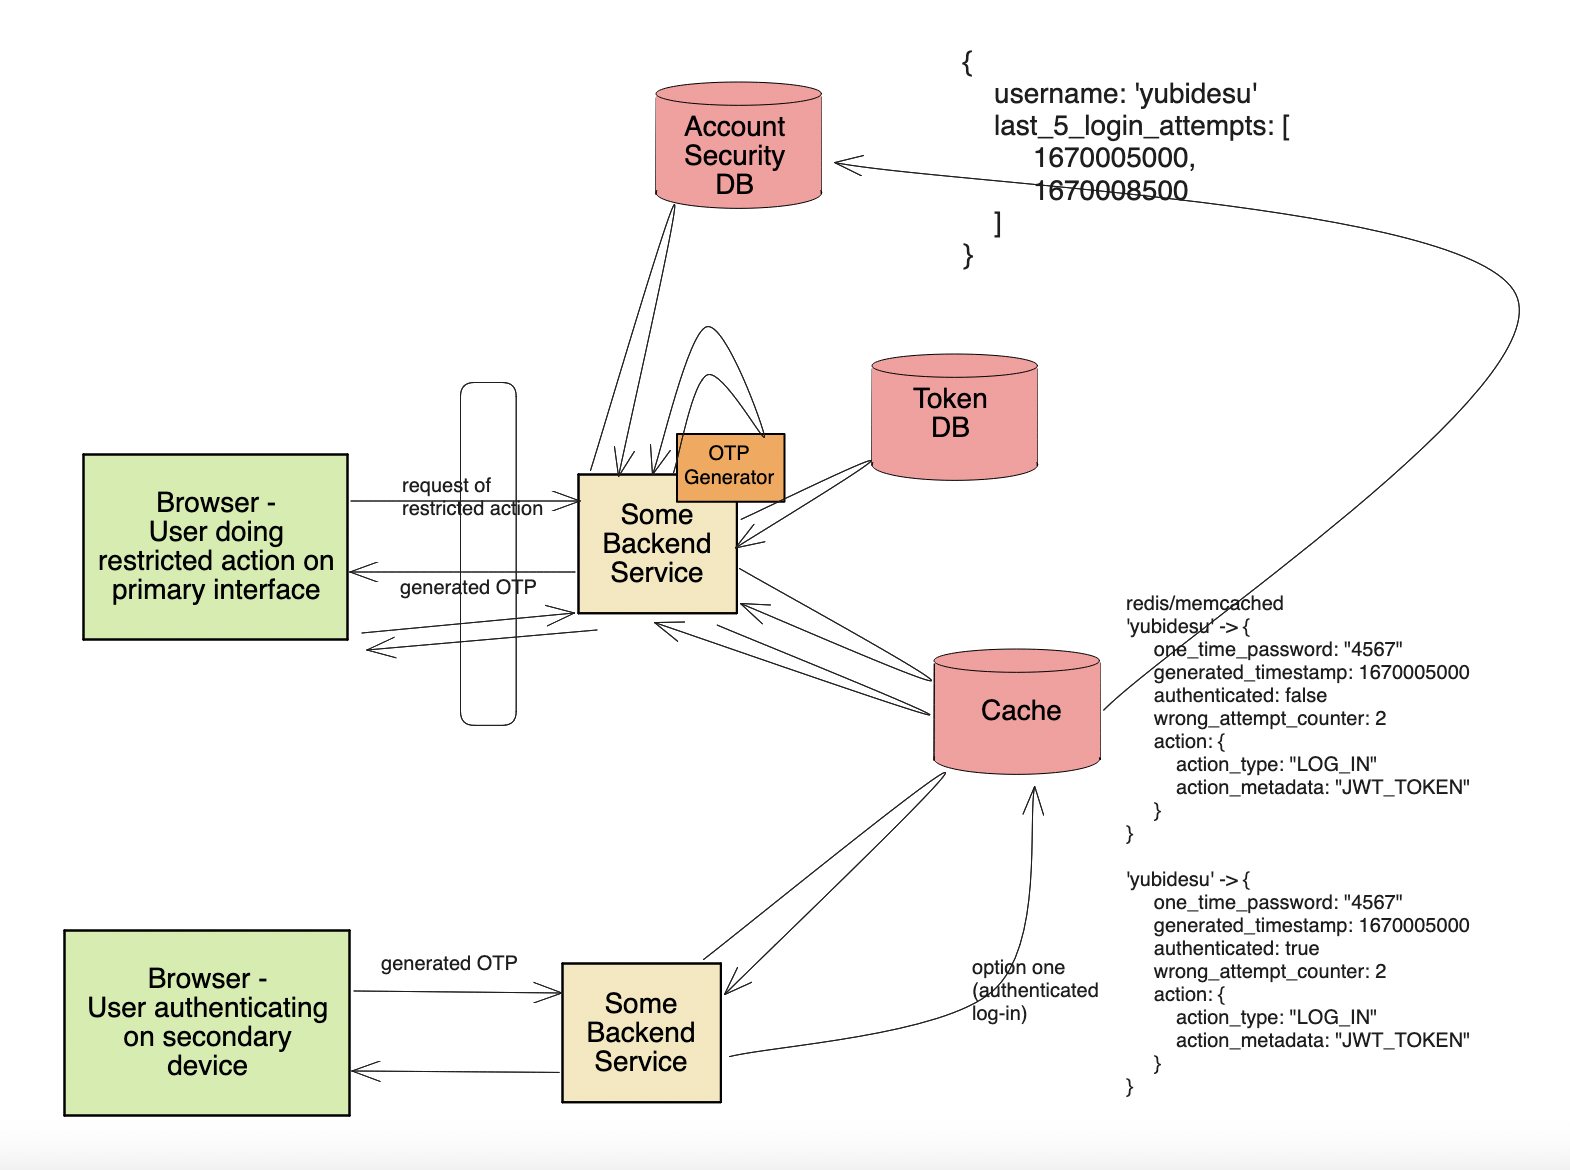 {
username: 'yubidesu'
last_5_login_attempts: [
1670005000,
1670008500
]
}
Account
Security
DB
Token
DB
OTP
Generator
Some
Backend
Service
request of
restricted action
generated OTP
Browser -
User doing
restricted action on
primary interface
Cache
redis/memcached
'yubidesu' -> {
one_time_password: "4567"
generated_timestamp: 1670005000
authenticated: false
wrong_attempt_counter: 2
action: {
action_type: "LOG_IN"
action_metadata: "JWT_TOKEN"
}
}
'yubidesu' -> {
one_time_password: "4567"
generated_timestamp: 1670005000
authenticated: true
wrong_attempt_counter: 2
action: {
action_type: "LOG_IN"
action_metadata: "JWT_TOKEN"
}
}
Browser -
User authenticating
on secondary
device
generated OTP
Some
Backend
Service
option one
(authenticated
log-in)